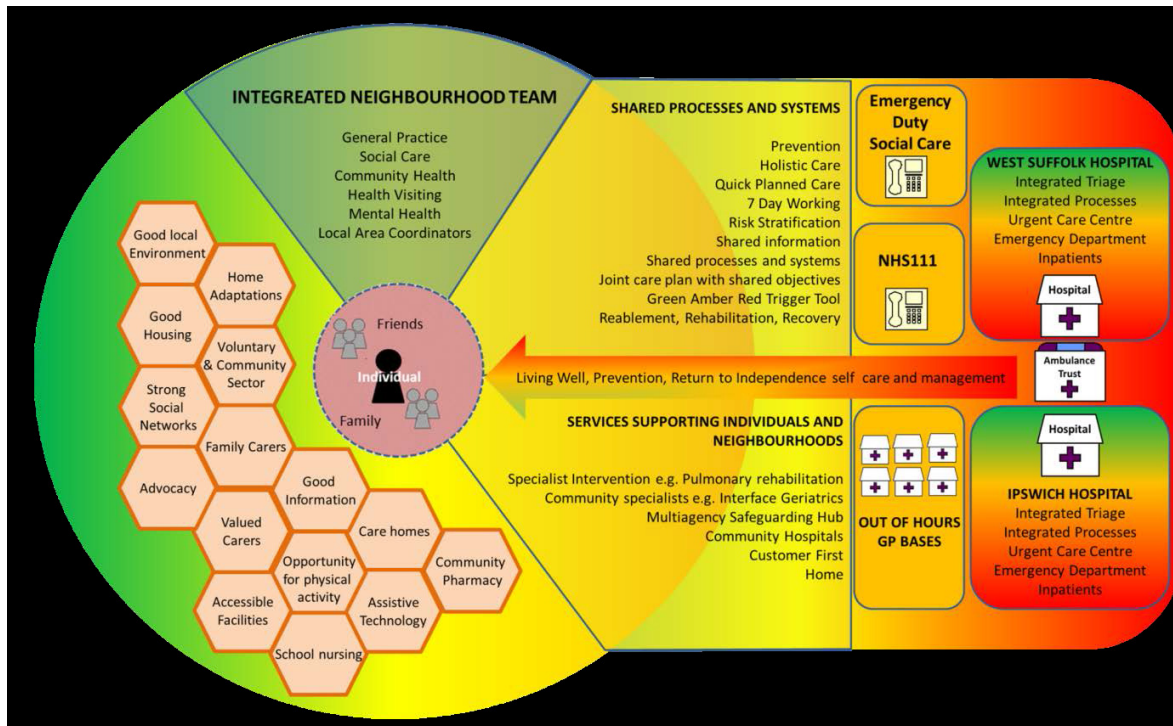 INTEGREATED NEIGHBOURHOOD TEAM
General Practice
Social Care
Community Health
Health Visiting
Mental Health
Local Area Coordinators
Good local
Environment
Home
Adaptations
Good
Housing
Voluntary
& Community
Sector
Strong
Social
Networks
Family Carers
Advocacy
Good
Information
Valued
Carers
Care homes
Opportunity
for physical
activity
Community
Pharmacy
Accessible
Facilities
Assistive
Technology
School nursing
Friends
Individual
Family
SHARED PROCESSES AND SYSTEMS
Prevention
Holistic Care
Quick Planned Care
7 Day Working
Risk Stratification
Shared information
Shared processes and systems
Joint care plan with shared objectives
Green Amber Red Trigger Tool
Reablement, Rehabilitation, Recovery
Living Well, Prevention, Return to Independence self care and management
SERVICES SUPPORTING INDIVIDUALS AND
NEIGHBOURHOODS
Specialist Intervention e.g. Pulmonary rehabilitation
Community specialists e.g. Interface Geriatrics
Multiagency Safeguarding Hub
Community Hospitals
Customer First
Home
Emergency
Duty
Social Care
NHS111
OUT OF HOURS
GP BASES
WEST SUFFOLK HOSPITAL
Integrated Triage
Integrated Processes
Urgent Care Centre
Emergency Department
Inpatients
Hospital
Ambulance
Trust
Hospital
IPSWICH HOSPITAL
Integrated Triage
Integrated Processes
Urgent Care Centre
Emergency Department
Inpatients